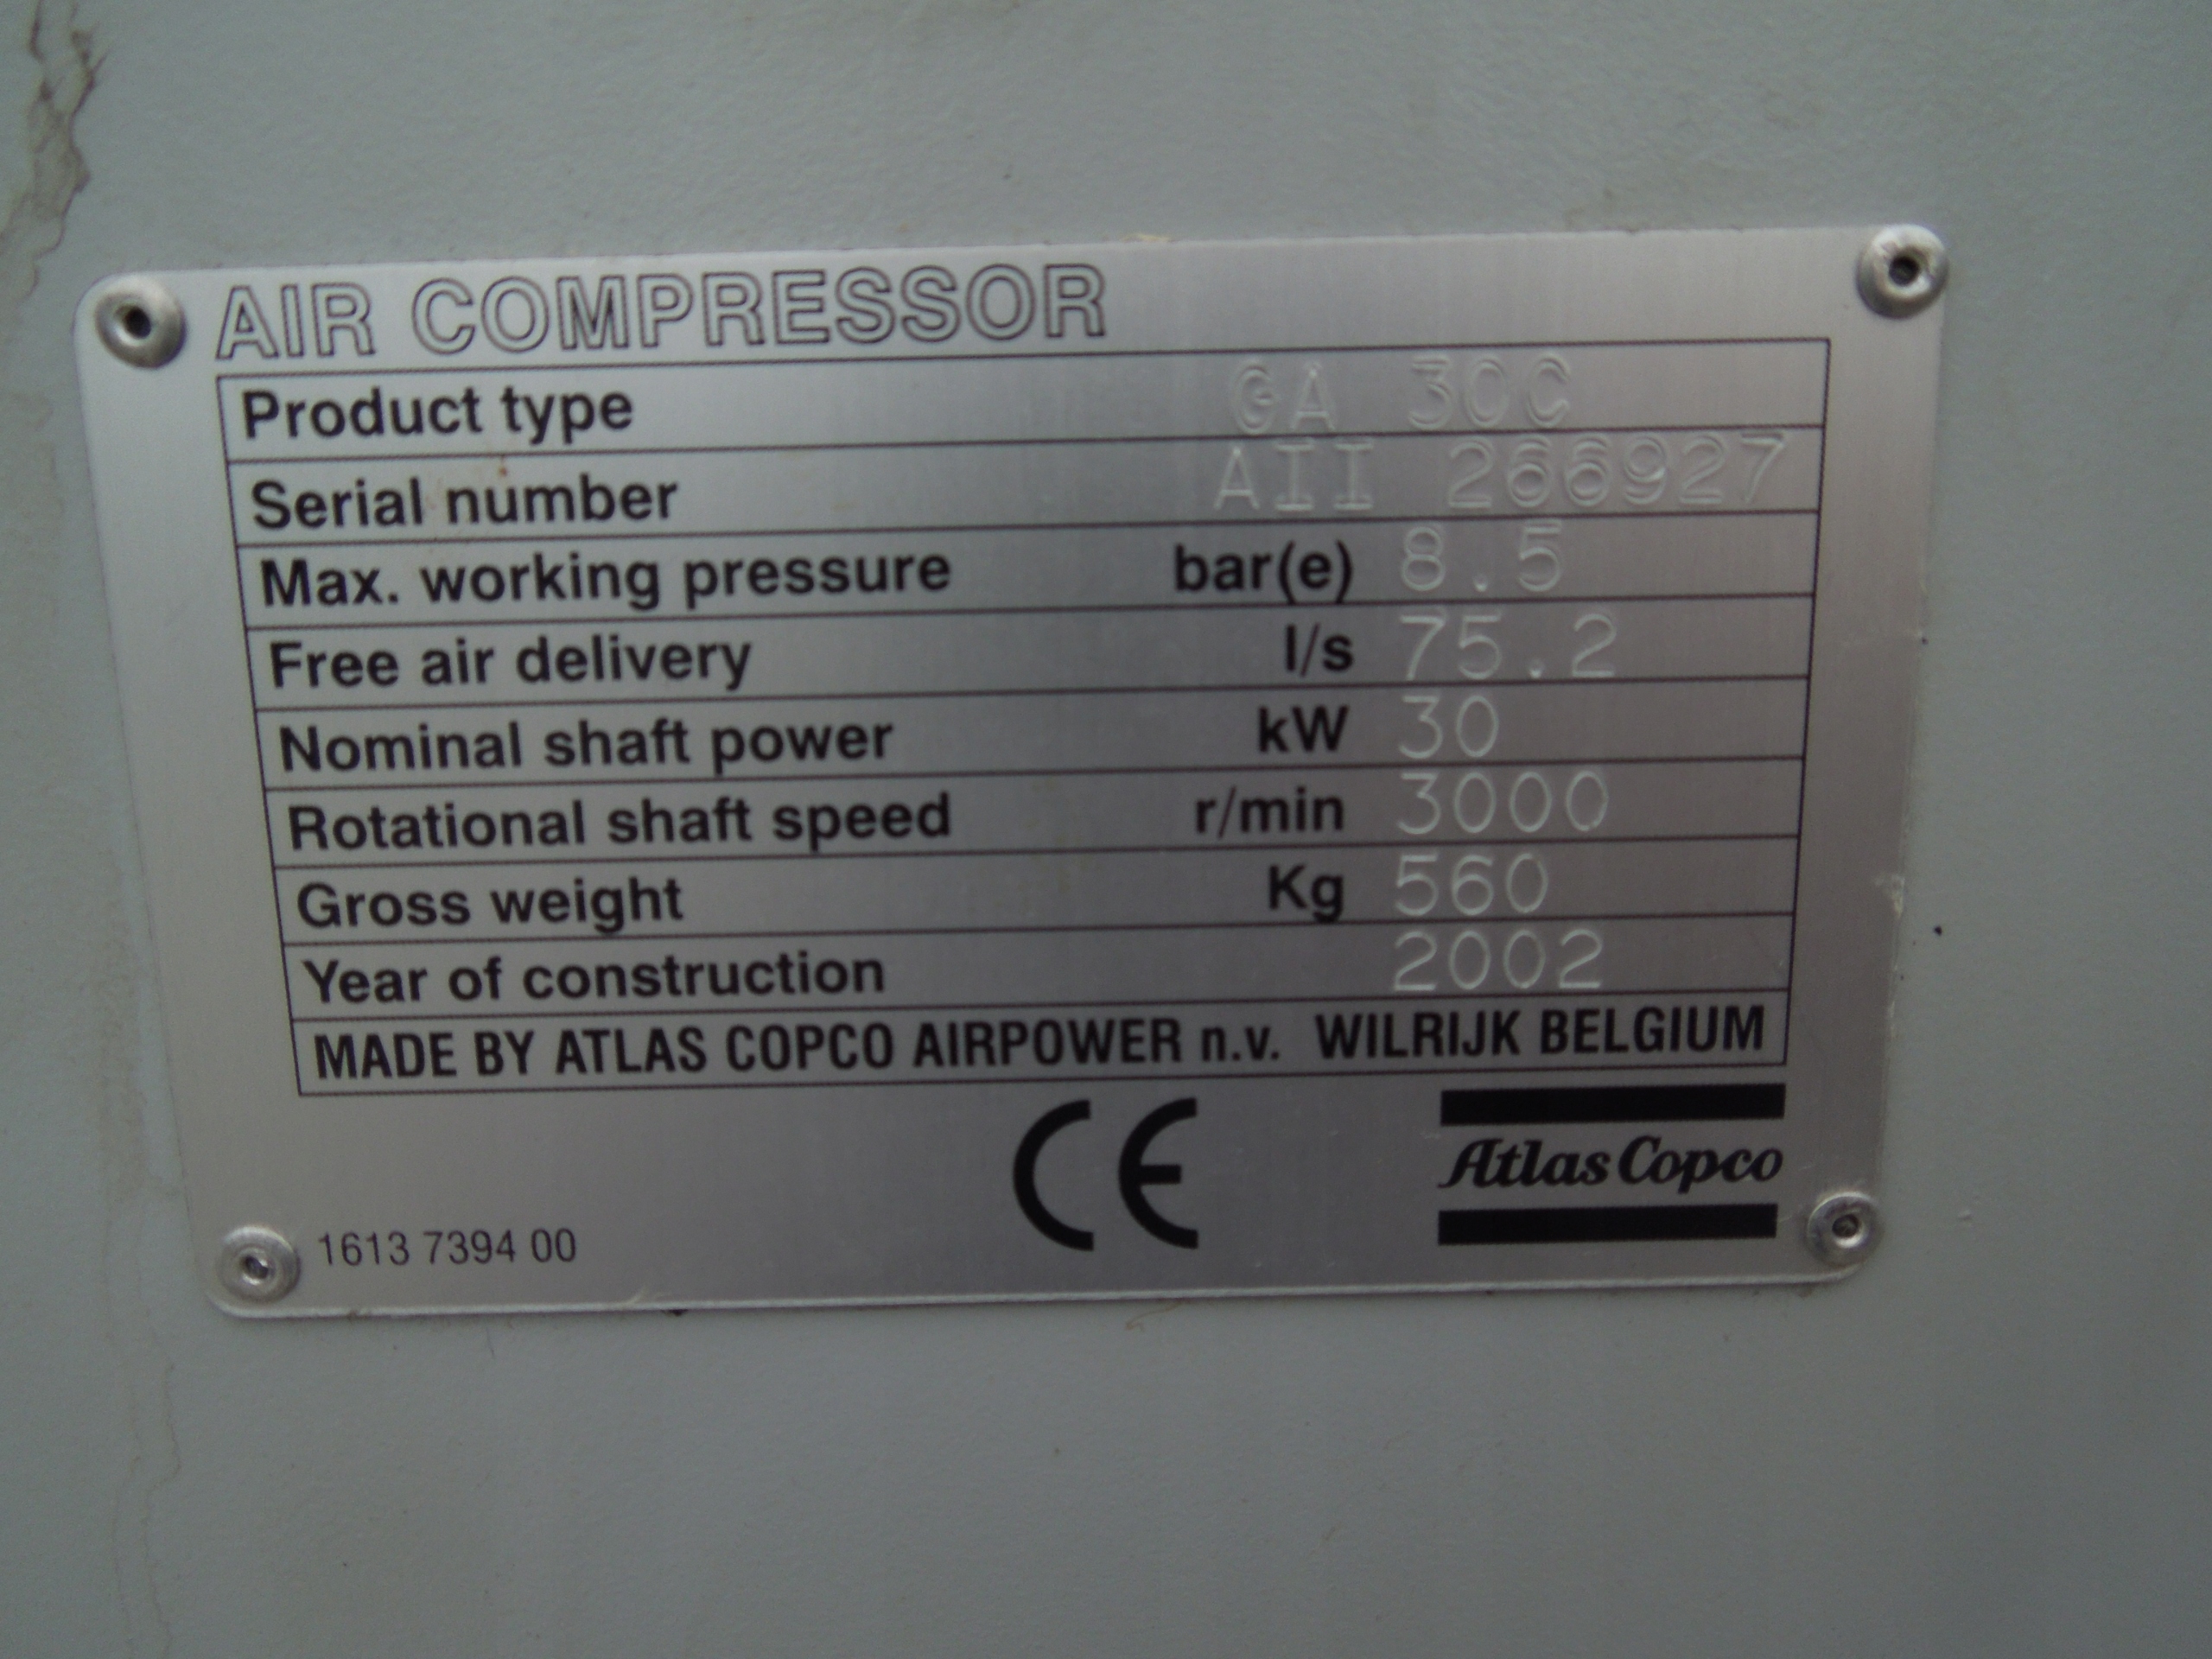 AIR COMPRESSOR
Product type GA 30C
Serial number AII 266927
Max. working pressure bar(e) 8.5
Free air delivery l/s 75.2
Nominal shaft power kW 30
Rotational shaft speed r/min 3000
Gross weight Kg 560
Year of construction 2002
MADE BY ATLAS COPCO AIRPOWER n.v. WILRIJK BELGIUM
CE
Atlas Copco
1613 7394 00